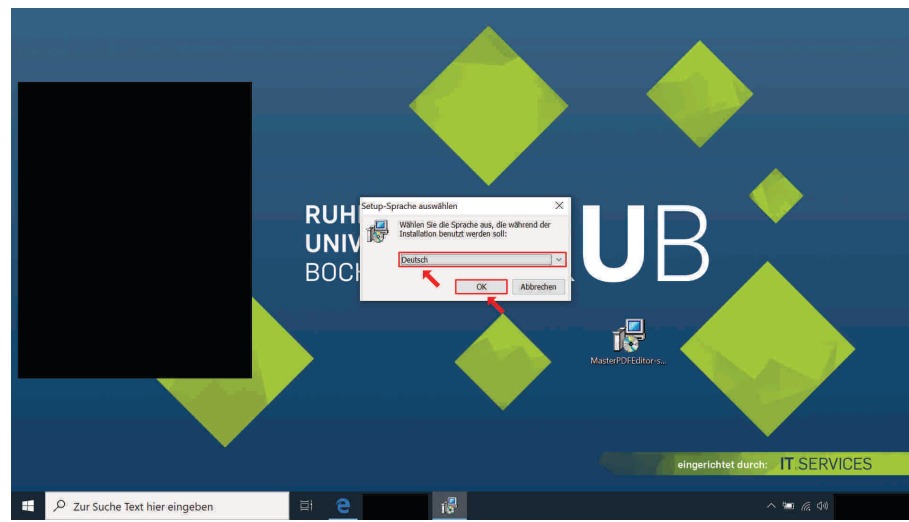 Setup-Sprache auswählen
Wählen Sie die Sprache aus, die während der
Installation benutzt werden soll:
Deutsch
OK
Abbrechen
RUH
UNIV
BOCH
UB
MasterPDFEditor-s...
eingerichtet durch: IT.SERVICES
Zur Suche Text hier eingeben